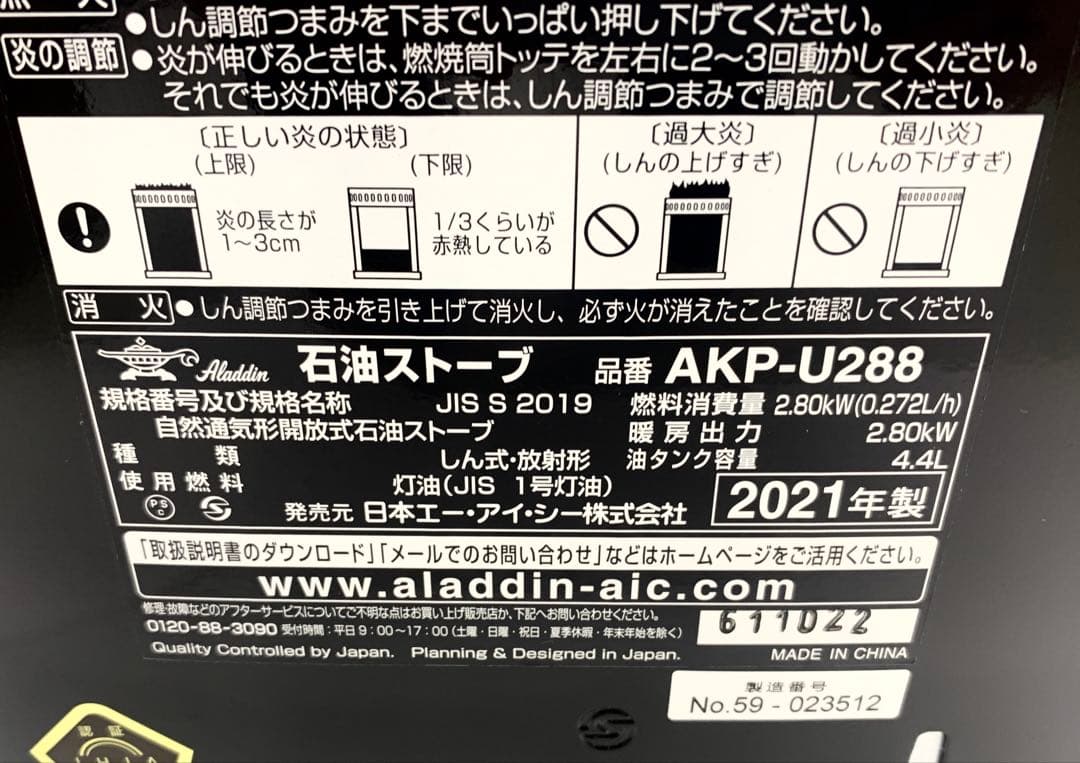 ●しん調節つまみを下までいっぱい押し下げてください。
炎の調節 ●炎が伸びるときは、燃焼筒トッテを左右に2～3回動かしてください。
それでも炎が伸びるときは、しん調節つまみで調節してください。
〔正しい炎の状態〕
(上限) (下限)
炎の長さが
1～3cm
1/3くらいが
赤熱している
〔過大炎〕
(しんの上げすぎ)
〔過小炎〕
(しんの下げすぎ)
消火 ●しん調節つまみを引き上げて消火し、必ず火が消えたことを確認してください。
Aladdin 石油ストーブ 品番 AKP-U288
規格番号及び規格名称 JIS S 2019
自然通気形開放式石油ストーブ
種類 しん式・放射形
使用燃料 灯油(JIS 1号灯油)
燃料消費量 2.80kW(0.272L/h)
暖房出力 2.80kW
油タンク容量 4.4L
PS C 発売元 日本エー・アイ・シー株式会社
2021年製
「取扱説明書のダウンロード」「メールでのお問い合わせ」などはホームページをご活用ください。
www.aladdin-aic.com
修理・故障などのアフターサービスについてご不明な点はお買い上げ販売店か、下記へお問い合わせください。
0120-88-3090 受付時間：平日9：00～17：00(土曜・日曜・祝日・夏季休暇・年末年始を除く)
611022
Quality Controlled by Japan. Planning & Designed in Japan.
MADE IN CHINA
製造番号
No.59-023512
認証